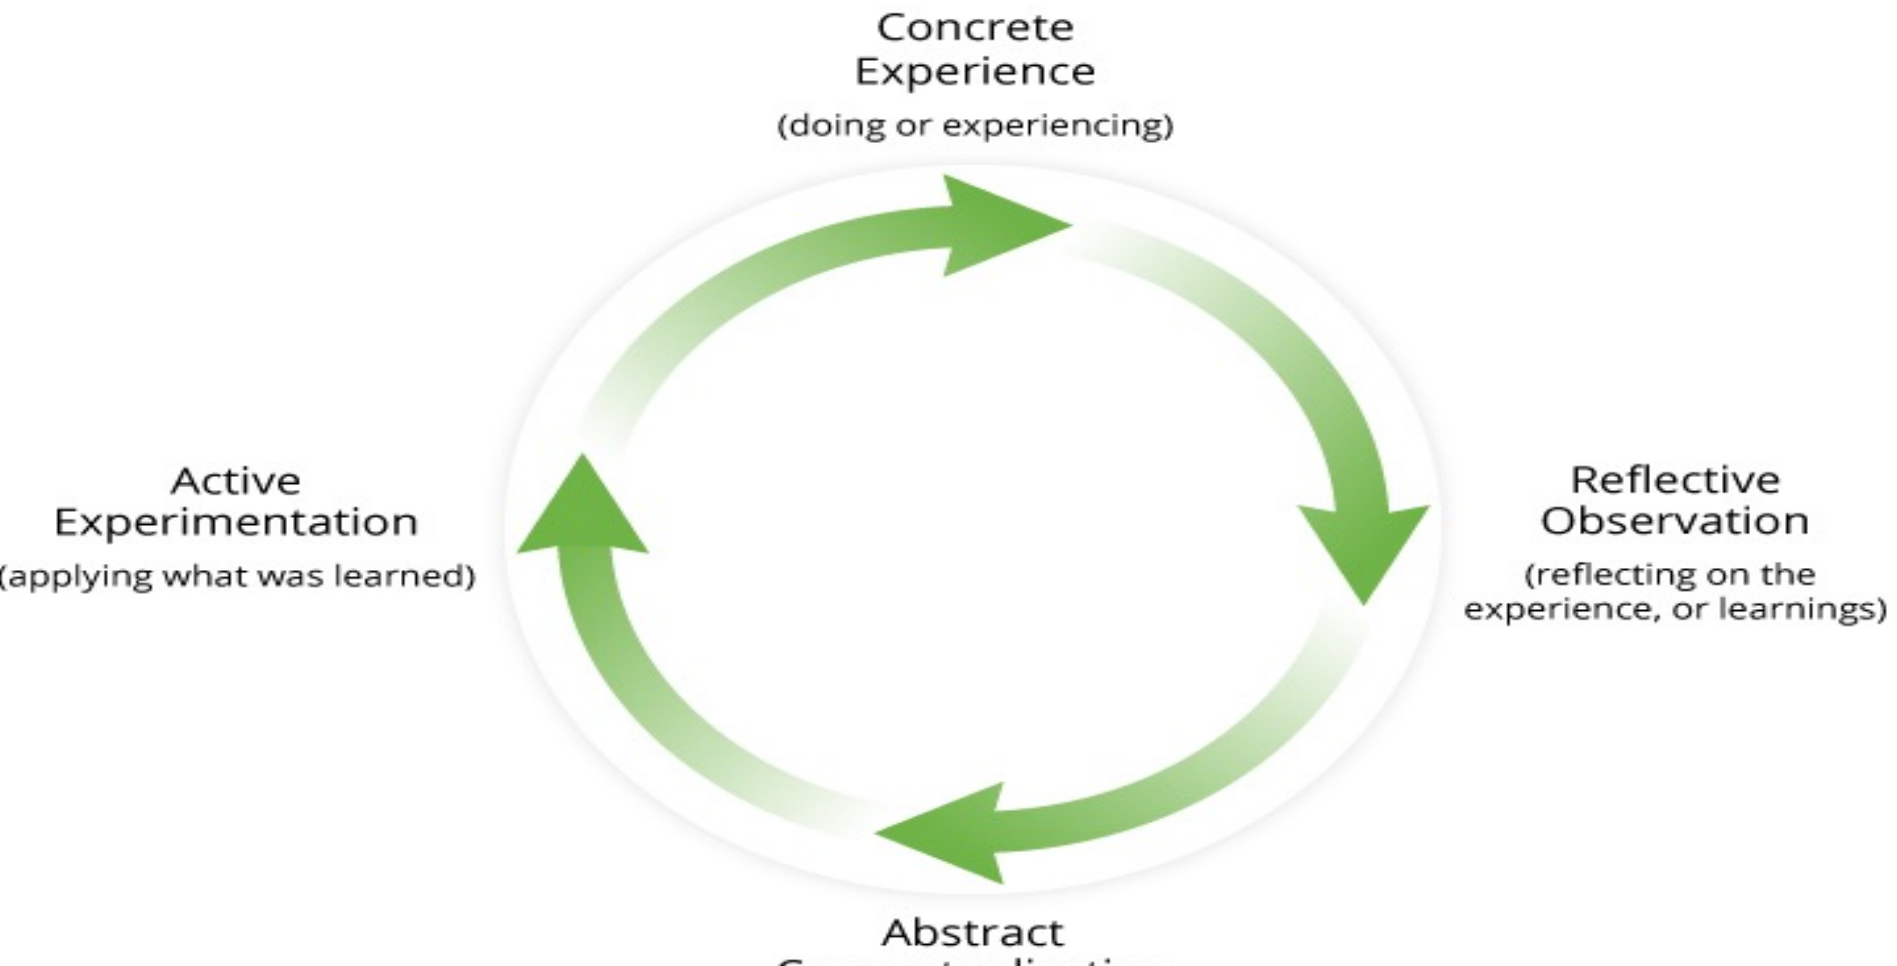 Concrete
Experience
(doing or experiencing)
Active
Experimentation
(applying what was learned)
Reflective
Observation
(reflecting on the
experience, or learnings)
Abstract